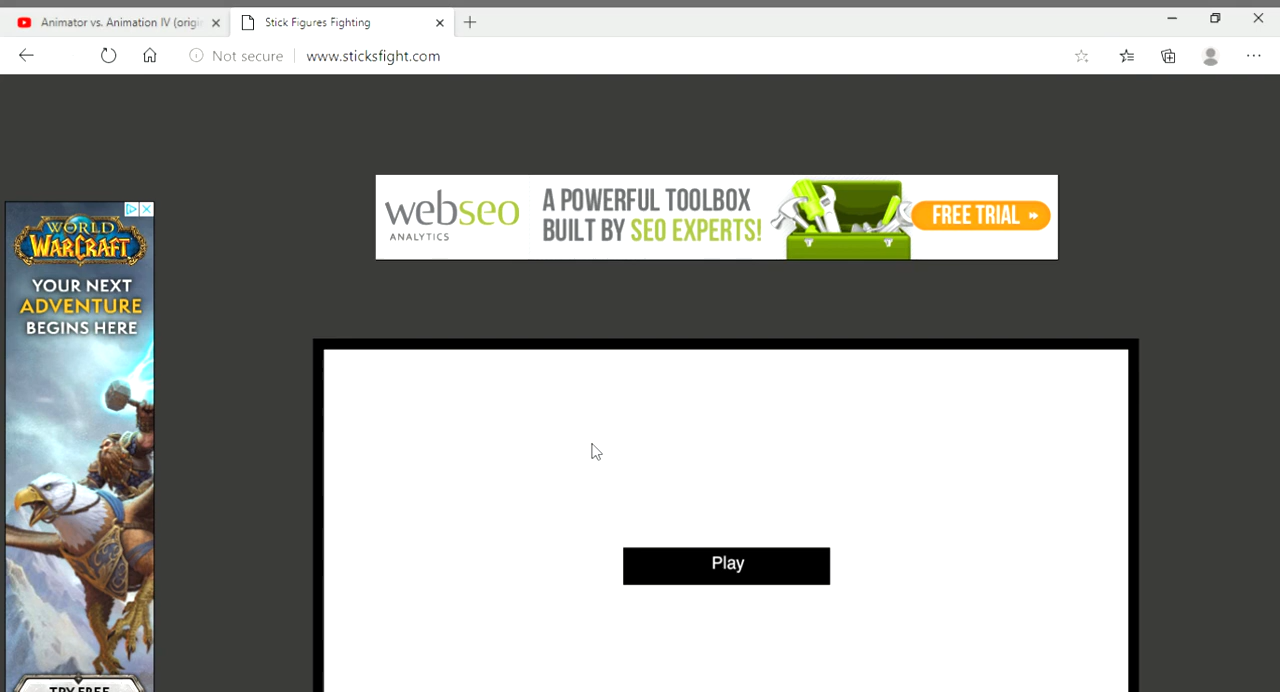 Animator vs. Animation IV (origi
Stick Figures Fighting
Not secure
www.sticksfight.com
webseo
ANALYTICS
A POWERFUL TOOLBOX
BUILT BY SEO EXPERTS!
FREE TRIAL
WORLD
WARCRAFT
YOUR NEXT
ADVENTURE
BEGINS HERE
TRY FREE
Play